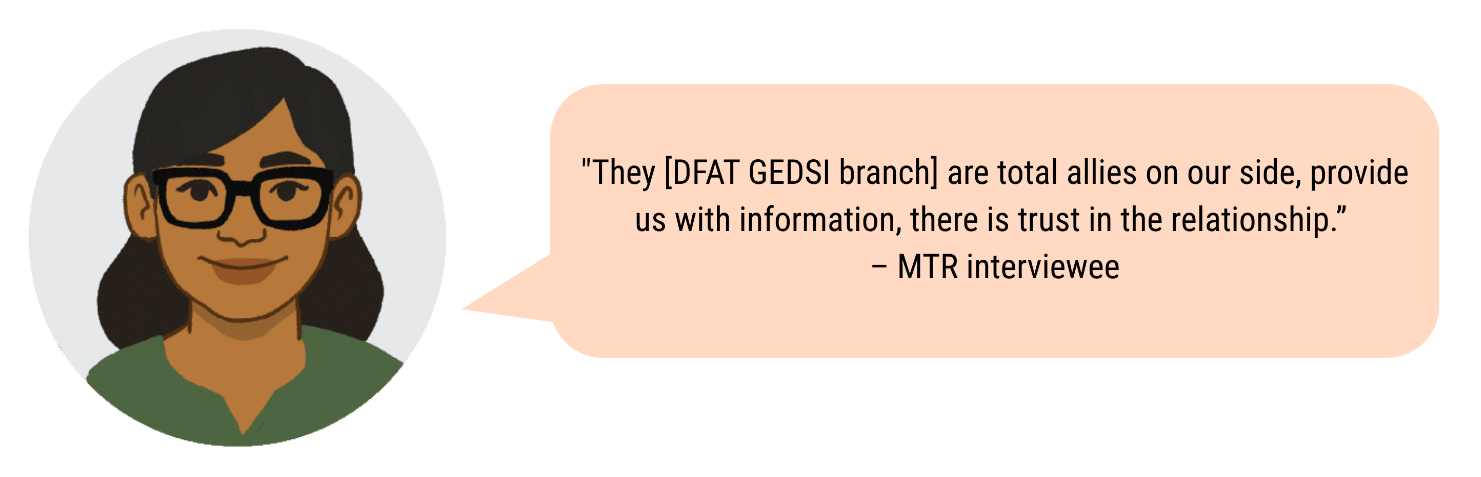 "They [DFAT GEDSI branch] are total allies on our side, provide
us with information, there is trust in the relationship.”
– MTR interviewee